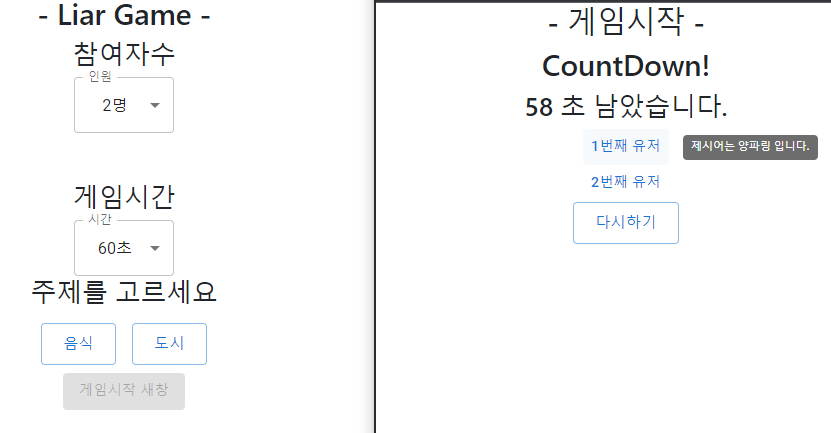 - Liar Game -
참여자수
인원
2명
게임시간
시간
60초
주제를 고르세요
음식
도시
게임시작 새창
- 게임시작 -
CountDown!
58 초 남았습니다.
1번째 유저
제시어는 양파링 입니다.
2번째 유저
다시하기